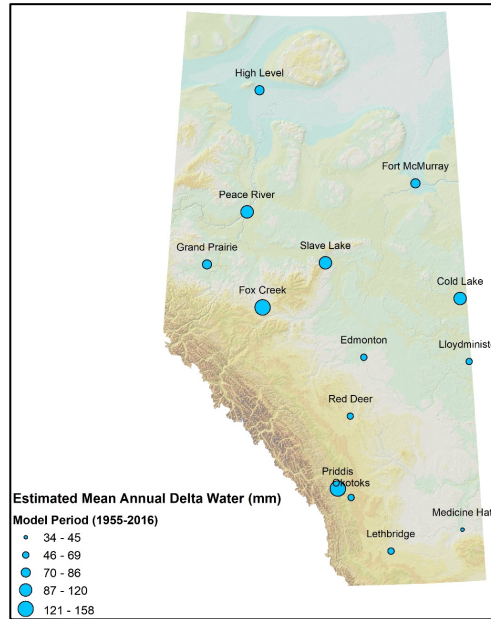 High Level
Fort McMurray
Peace River
Grand Prairie
Slave Lake
Cold Lake
Fox Creek
Edmonton
Lloydminist
Red Deer
Priddis
Okotoks
Medicine Hat
Lethbridge
Estimated Mean Annual Delta Water (mm)
Model Period (1955-2016)
34 - 45
46 - 69
70 - 86
87 - 120
121 - 158